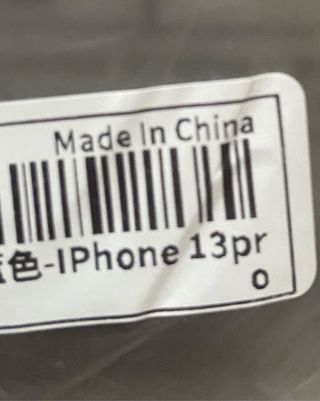 Made In China
色-IPhone 13pr
o